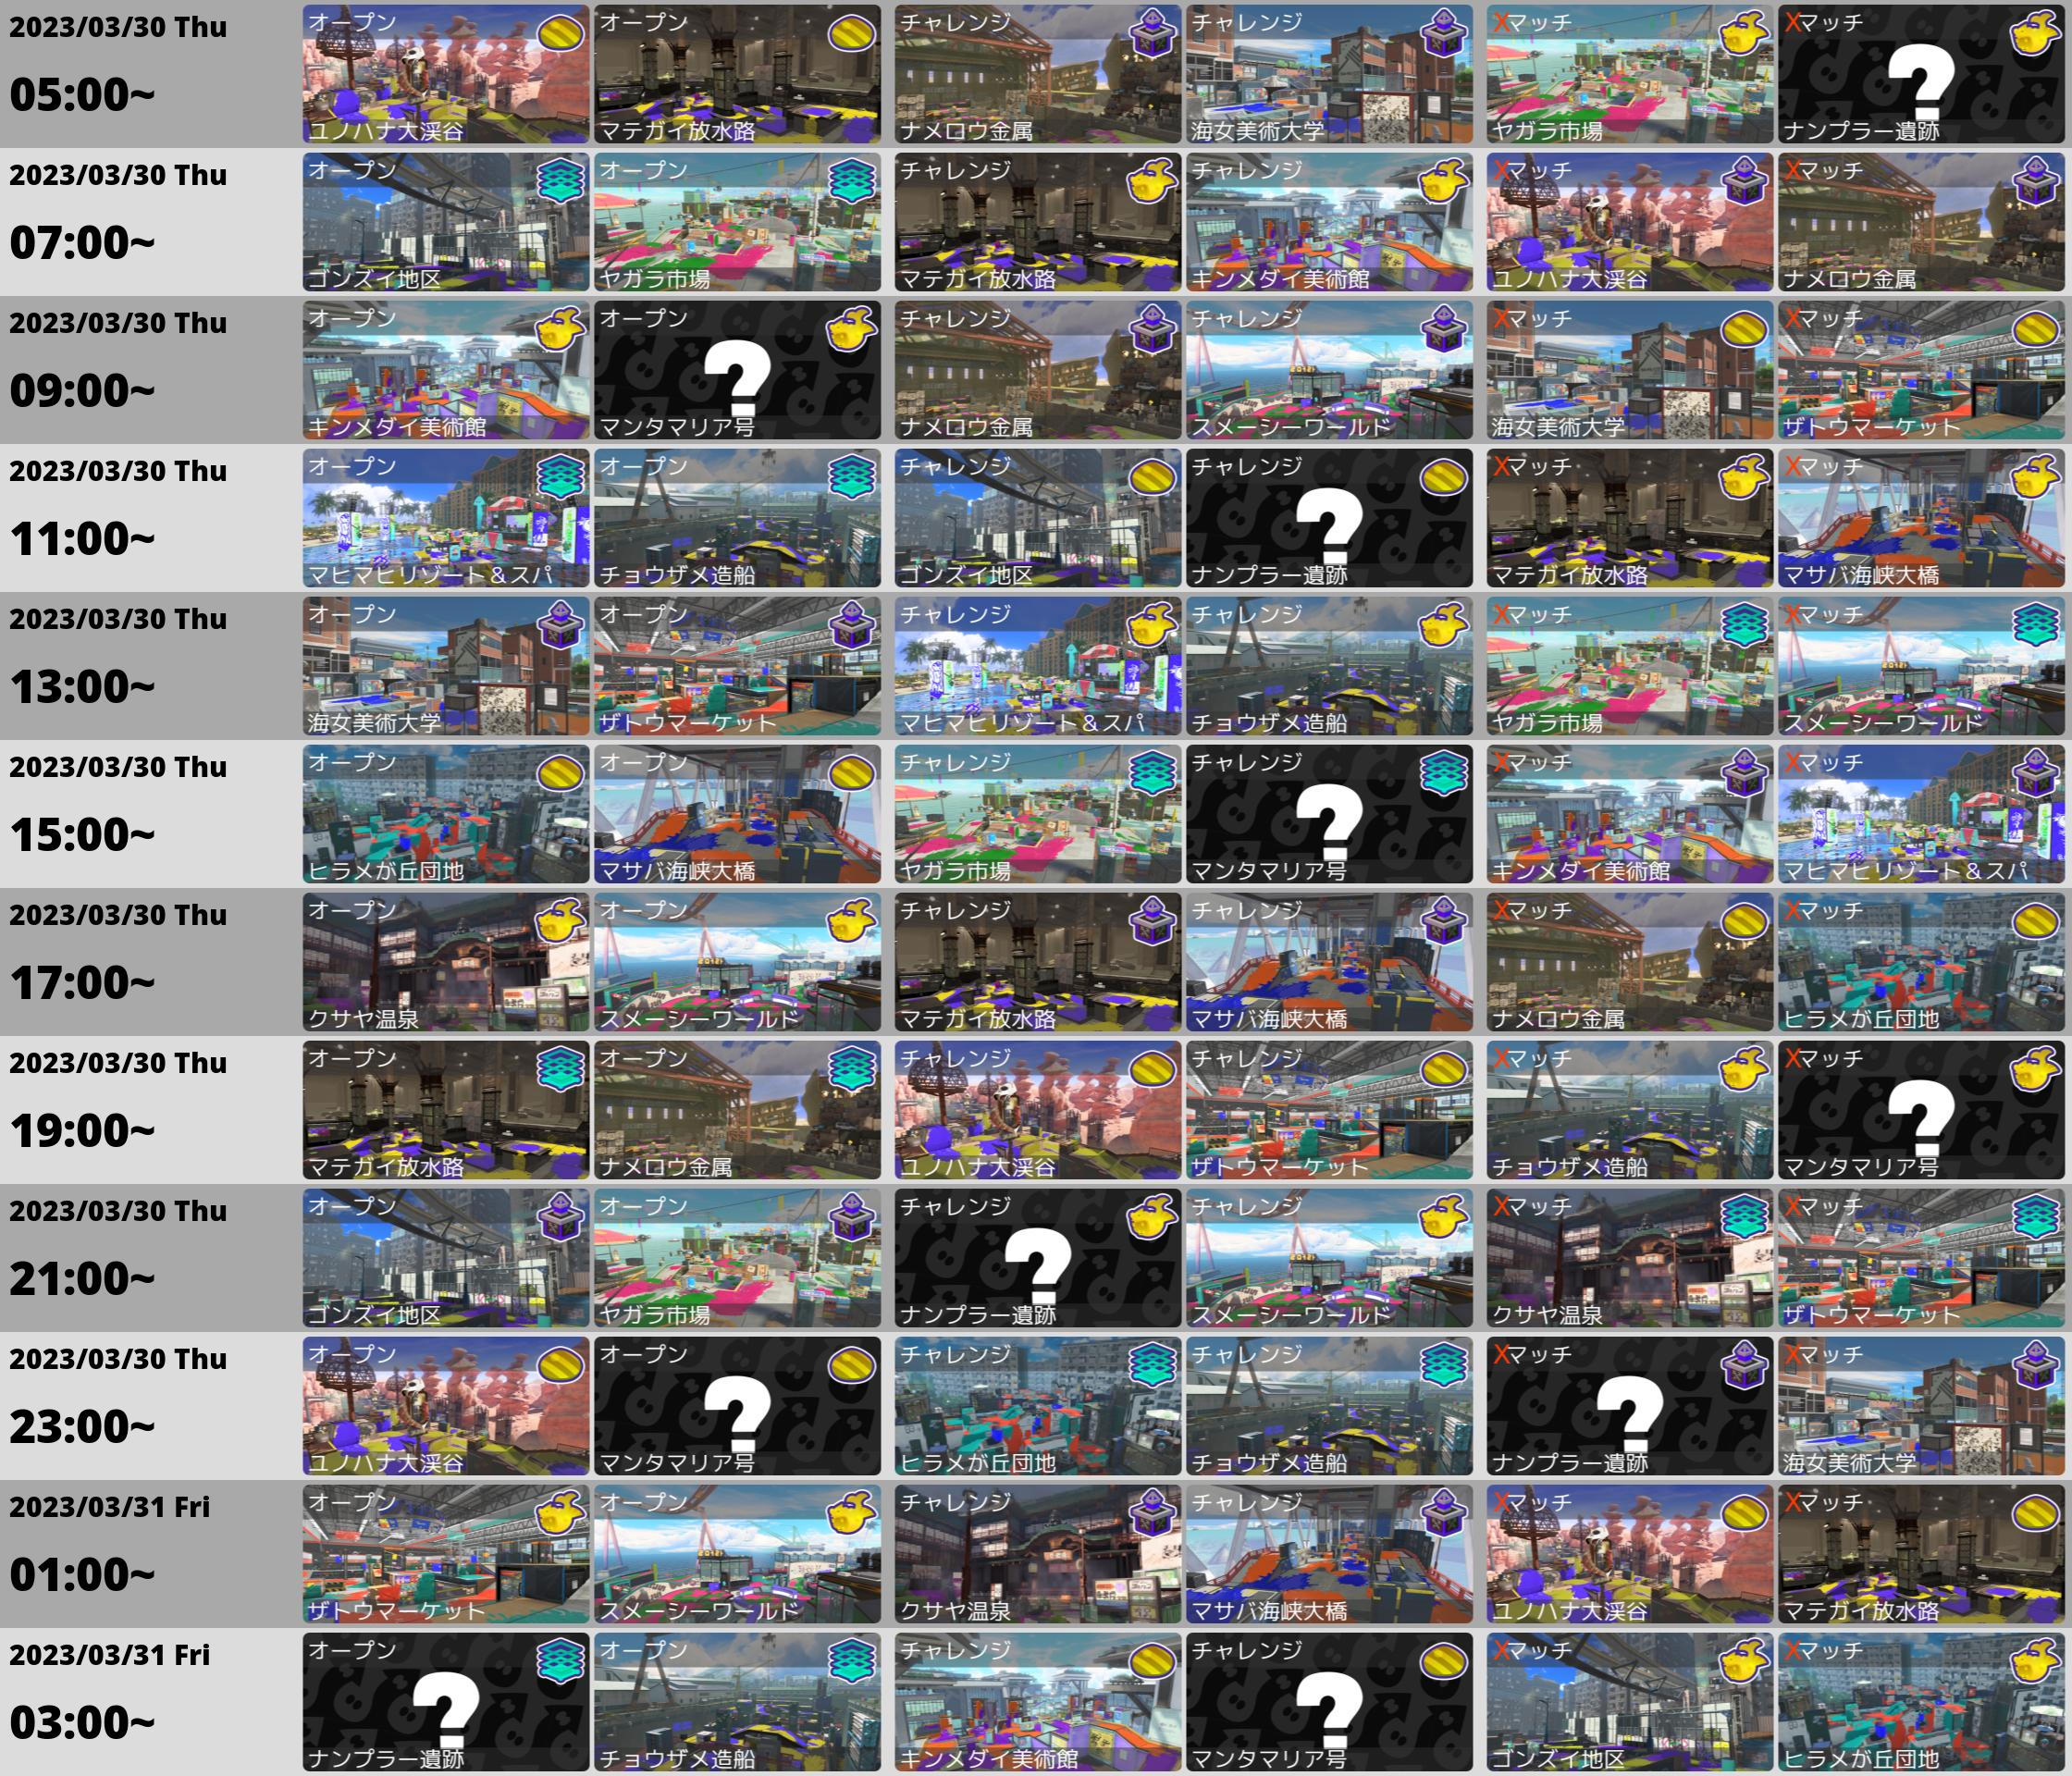 2023/03/30 Thu
05:00~
オープン オープン チャレンジ チャレンジ Xマッチ Xマッチ
ユノハナ大渓谷 マテガイ放水路 ナメロウ金属 海女美術大学 ヤガラ市場 ナンプラー遺跡
2023/03/30 Thu
07:00~
オープン オープン チャレンジ チャレンジ Xマッチ Xマッチ
ゴンズイ地区 ヤガラ市場 マテガイ放水路 キンメダイ美術館 ユノハナ大渓谷 ナメロウ金属
2023/03/30 Thu
09:00~
オープン オープン チャレンジ チャレンジ Xマッチ Xマッチ
キンメダイ美術館 マンタマリア号 ナメロウ金属 スメーシーワールド 海女美術大学 ザトウマーケット
2023/03/30 Thu
11:00~
オープン オープン チャレンジ チャレンジ Xマッチ Xマッチ
マヒマヒリゾート＆スパ チョウザメ造船 ゴンズイ地区 ナンプラー遺跡 マテガイ放水路 マサバ海峡大橋
2023/03/30 Thu
13:00~
オープン オープン チャレンジ チャレンジ Xマッチ Xマッチ
海女美術大学 ザトウマーケット マヒマヒリゾート＆スパ チョウザメ造船 ヤガラ市場 スメーシーワールド
2023/03/30 Thu
15:00~
オープン オープン チャレンジ チャレンジ Xマッチ Xマッチ
ヒラメが丘団地 マサバ海峡大橋 ヤガラ市場 マンタマリア号 キンメダイ美術館 マヒマヒリゾート＆スパ
2023/03/30 Thu
17:00~
オープン オープン チャレンジ チャレンジ Xマッチ Xマッチ
クサヤ温泉 スメーシーワールド マテガイ放水路 マサバ海峡大橋 ナメロウ金属 ヒラメが丘団地
2023/03/30 Thu
19:00~
オープン オープン チャレンジ チャレンジ Xマッチ Xマッチ
マテガイ放水路 ナメロウ金属 ユノハナ大渓谷 ザトウマーケット チョウザメ造船 マンタマリア号
2023/03/30 Thu
21:00~
オープン オープン チャレンジ チャレンジ Xマッチ Xマッチ
ゴンズイ地区 ヤガラ市場 ナンプラー遺跡 スメーシーワールド クサヤ温泉 ザトウマーケット
2023/03/30 Thu
23:00~
オープン オープン チャレンジ チャレンジ Xマッチ Xマッチ
ユノハナ大渓谷 マンタマリア号 ヒラメが丘団地 チョウザメ造船 ナンプラー遺跡 海女美術大学
2023/03/31 Fri
01:00~
オープン オープン チャレンジ チャレンジ Xマッチ Xマッチ
ザトウマーケット スメーシーワールド クサヤ温泉 マサバ海峡大橋 ユノハナ大渓谷 マテガイ放水路
2023/03/31 Fri
03:00~
オープン オープン チャレンジ チャレンジ Xマッチ Xマッチ
ナンプラー遺跡 チョウザメ造船 キンメダイ美術館 マンタマリア号 ゴンズイ地区 ヒラメが丘団地